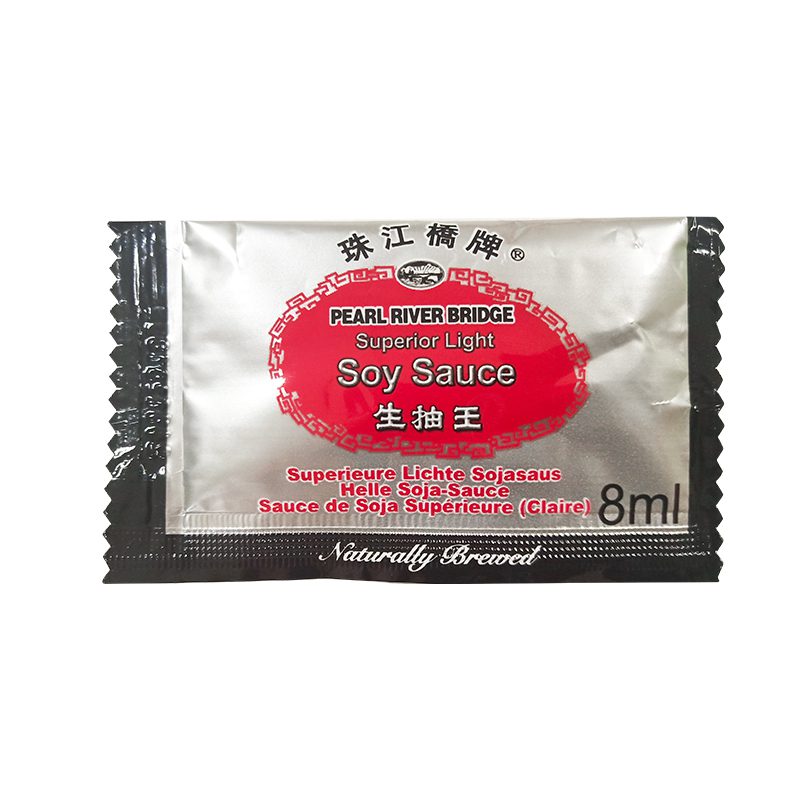 珠江橋牌®
PEARL RIVER BRIDGE
Superior Light
Soy Sauce
生抽王
Superieure Lichte Sojasaus
Helle Soja-Sauce
Sauce de Soja Supérieure (Claire)
8ml
Naturally Brewed